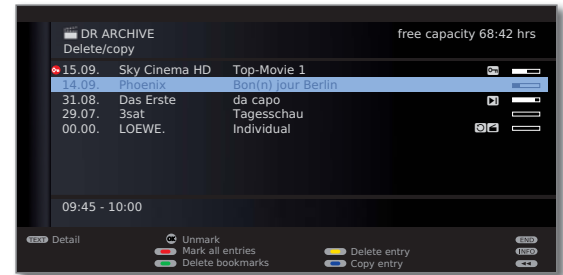 DR ARCHIVE free capacity 68:42 hrs
Delete/copy
15.09. Sky Cinema HD Top-Movie 1
14.09. Phoenix Bon(n) jour Berlin
31.08. Das Erste da capo
29.07. 3sat Tagesschau
00.00. LOEWE. Individual
09:45 - 10:00
TEXT Detail OK Unmark END
Mark all entries Delete entry INFO
Delete bookmarks Copy entry